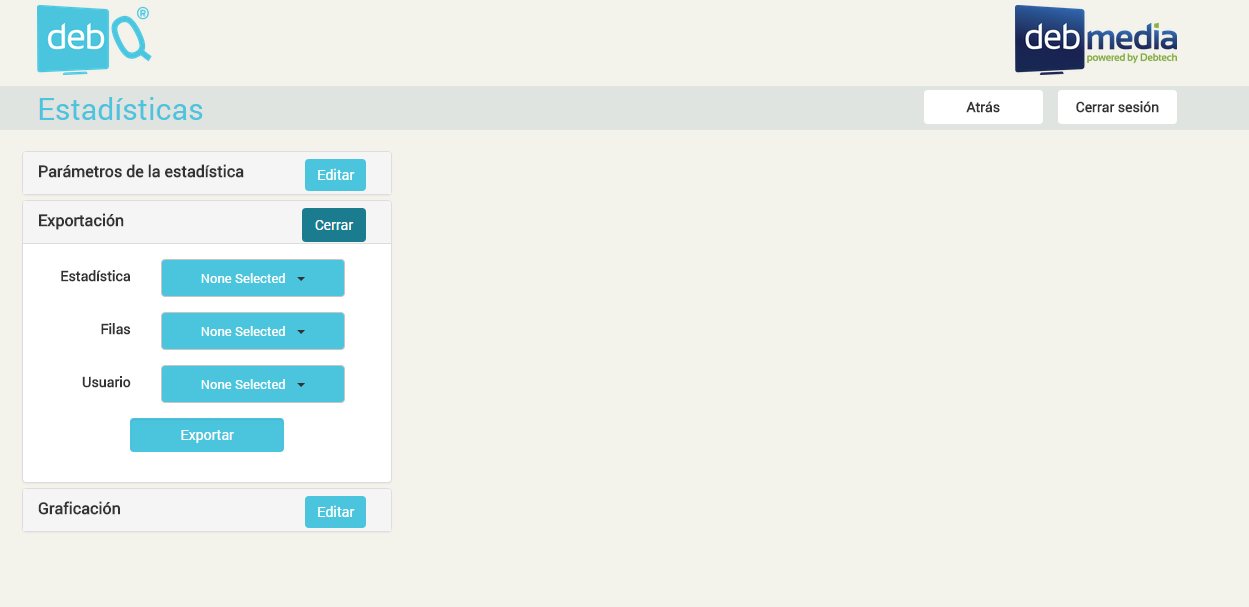 debQ®
debmedia
powered by Debtech
Estadísticas
Atrás
Cerrar sesión
Parámetros de la estadística
Editar
Exportación
Cerrar
Estadística
None Selected
Filas
None Selected
Usuario
None Selected
Exportar
Graficación
Editar